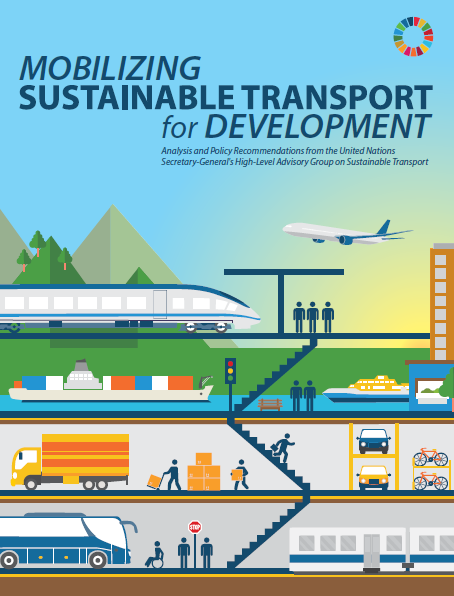 MOBILIZING
SUSTAINABLE TRANSPORT
for DEVELOPMENT
Analysis and Policy Recommendations from the United Nations
Secretary-General's High-Level Advisory Group on Sustainable Transport
STOP